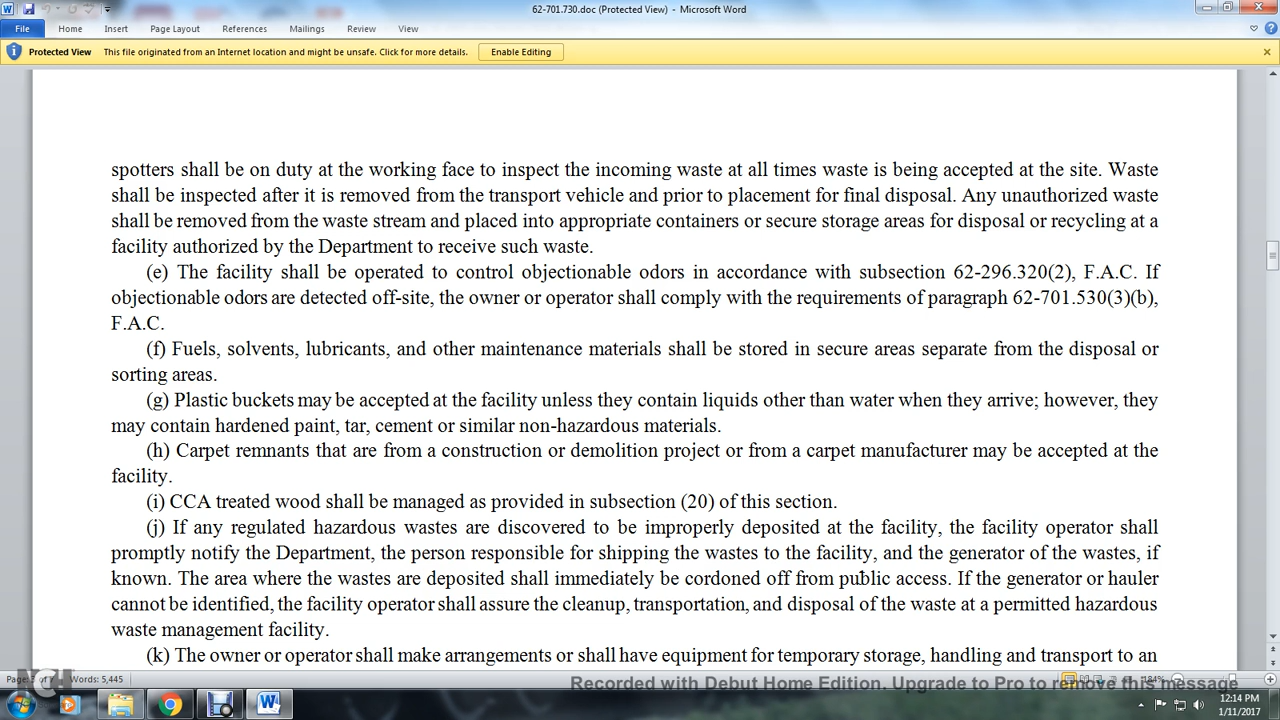 62-701.730.doc (Protected View) - Microsoft Word
File Home Insert Page Layout References Mailings Review View
Protected View This file originated from an Internet location and might be unsafe. Click for more details. Enable Editing
spotters shall be on duty at the working face to inspect the incoming waste at all times waste is being accepted at the site. Waste
shall be inspected after it is removed from the transport vehicle and prior to placement for final disposal. Any unauthorized waste
shall be removed from the waste stream and placed into appropriate containers or secure storage areas for disposal or recycling at a
facility authorized by the Department to receive such waste.
(e) The facility shall be operated to control objectionable odors in accordance with subsection 62-296.320(2), F.A.C. If
objectionable odors are detected off-site, the owner or operator shall comply with the requirements of paragraph 62-701.530(3)(b),
F.A.C.
(f) Fuels, solvents, lubricants, and other maintenance materials shall be stored in secure areas separate from the disposal or
sorting areas.
(g) Plastic buckets may be accepted at the facility unless they contain liquids other than water when they arrive; however, they
may contain hardened paint, tar, cement or similar non-hazardous materials.
(h) Carpet remnants that are from a construction or demolition project or from a carpet manufacturer may be accepted at the
facility.
(i) CCA treated wood shall be managed as provided in subsection (20) of this section.
(j) If any regulated hazardous wastes are discovered to be improperly deposited at the facility, the facility operator shall
promptly notify the Department, the person responsible for shipping the wastes to the facility, and the generator of the wastes, if
known. The area where the wastes are deposited shall immediately be cordoned off from public access. If the generator or hauler
cannot be identified, the facility operator shall assure the cleanup, transportation, and disposal of the waste at a permitted hazardous
waste management facility.
(k) The owner or operator shall make arrangements or shall have equipment for temporary storage, handling and transport to an
Page: 3 of Words: 5,445 184%
NCH
Recorded with Debut Home Edition. Upgrade to Pro to remove this message
12:14 PM
1/11/2017